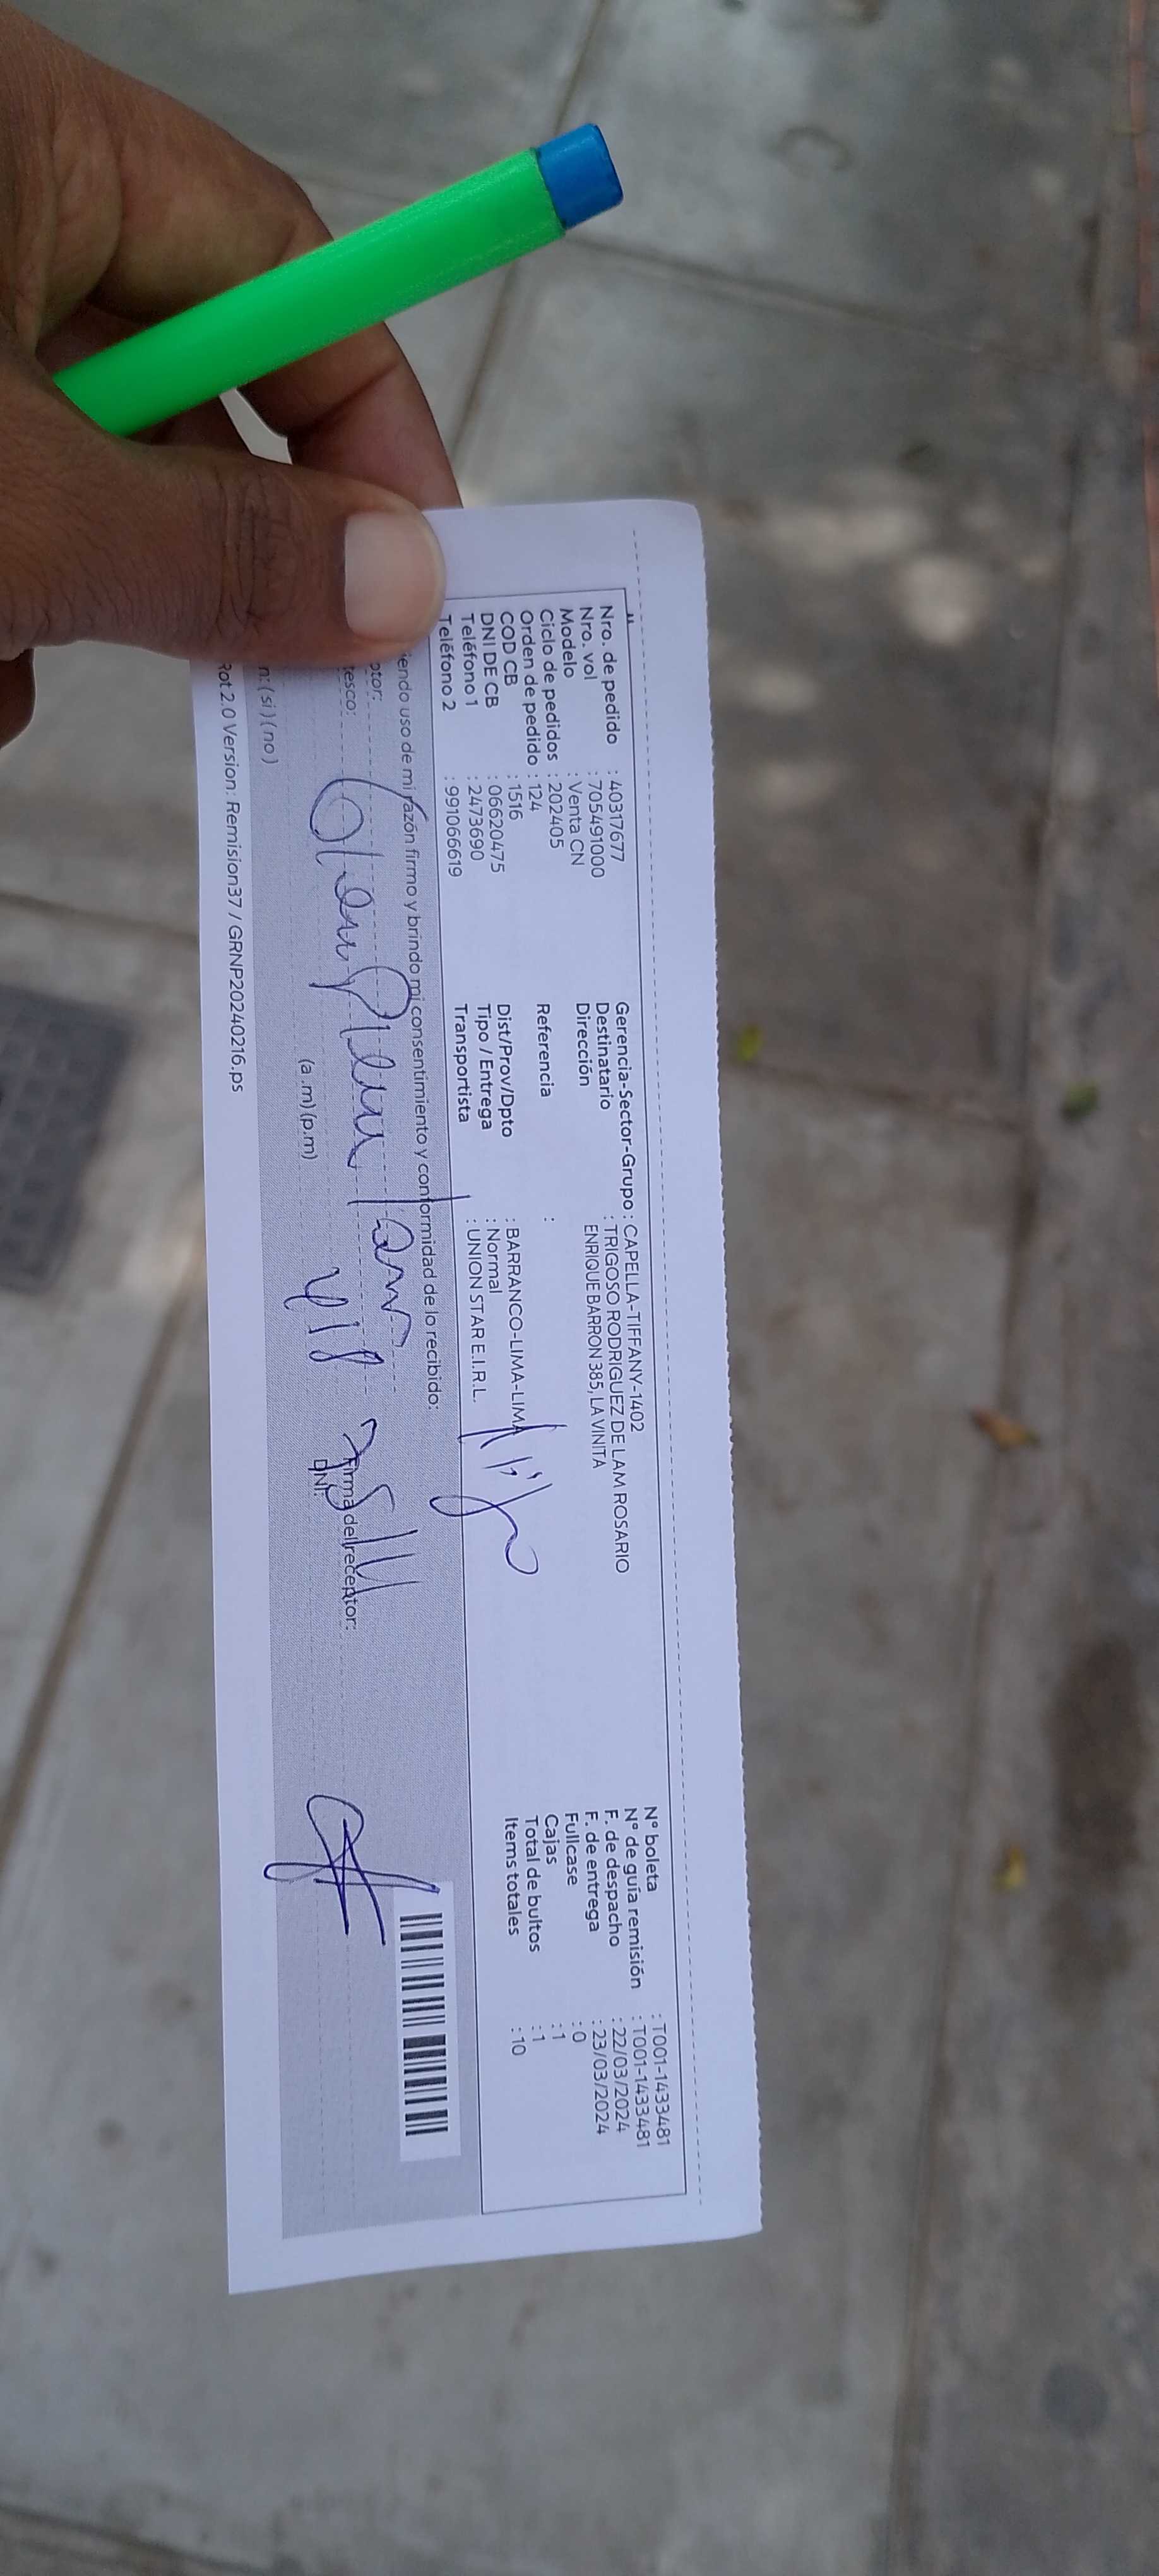 Nro. de pedido : 40317677
Nro. vol : 705491000
Modelo : Venta CN
Ciclo de pedidos : 202405
Orden de pedido : 124
COD CB : 1516
DNI DE CB : 06620475
Teléfono 1 : 2473690
Teléfono 2 : 991066619
Gerencia-Sector-Grupo : CAPELLA-TIFFANY-1402
Destinatario : TRIGOSO RODRIGUEZ DE LAM ROSARIO
Dirección ENRIQUE BARRON 385, LA VINITA
Referencia :
Dist/Prov/Dpto : BARRANCO-LIMA-LIMA
Tipo / Entrega : Normal
Transportista : UNION STAR E.I.R.L.
N° boleta : T001-1433481
N° de guía remisión : T001-1433481
F. de despacho : 22/03/2024
F. de entrega : 23/03/2024
Fullcase : 0
Cajas : 1
Total de bultos : 1
Items totales : 10
iendo uso de mi razón firmo y brindo mi consentimiento y conformidad de lo recibido:
ptor:
tesco:
Firma del receptor:
(a .m) (p.m)
DNI:
n: ( si ) ( no )
Rot 2.0 Version: Remision37 / GRNP20240216.ps